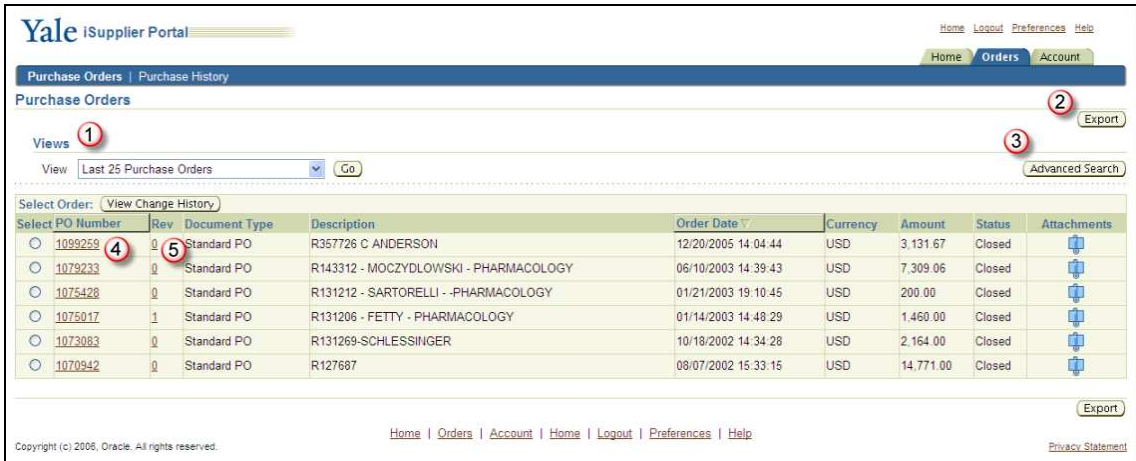 Yale iSupplier Portal
Home Logout Preferences Help
Home Orders Account
Purchase Orders | Purchase History
Purchase Orders
2
Export
Views 1
3
View Last 25 Purchase Orders Go Advanced Search
Select Order: View Change History
Select PO Number Rev Document Type Description Order Date Currency Amount Status Attachments
1099259 4 0 5 Standard PO R357726 C ANDERSON 12/20/2005 14:04:44 USD 3,131.67 Closed
1079233 0 Standard PO R143312 - MOCZYDLOWSKI - PHARMACOLOGY 06/10/2003 14:39:43 USD 7,309.06 Closed
1075428 0 Standard PO R131212 - SARTORELLI - -PHARMACOLOGY 01/21/2003 19:10:45 USD 200.00 Closed
1075017 1 Standard PO R131206 - FETTY - PHARMACOLOGY 01/14/2003 14:48:29 USD 1,460.00 Closed
1073083 0 Standard PO R131269-SCHLESSINGER 10/18/2002 14:34:28 USD 2,164.00 Closed
1070942 0 Standard PO R127687 08/07/2002 15:33:15 USD 14,771.00 Closed
Export
Home | Orders | Account | Home | Logout | Preferences | Help
Copyright (c) 2006, Oracle. All rights reserved. Privacy Statement